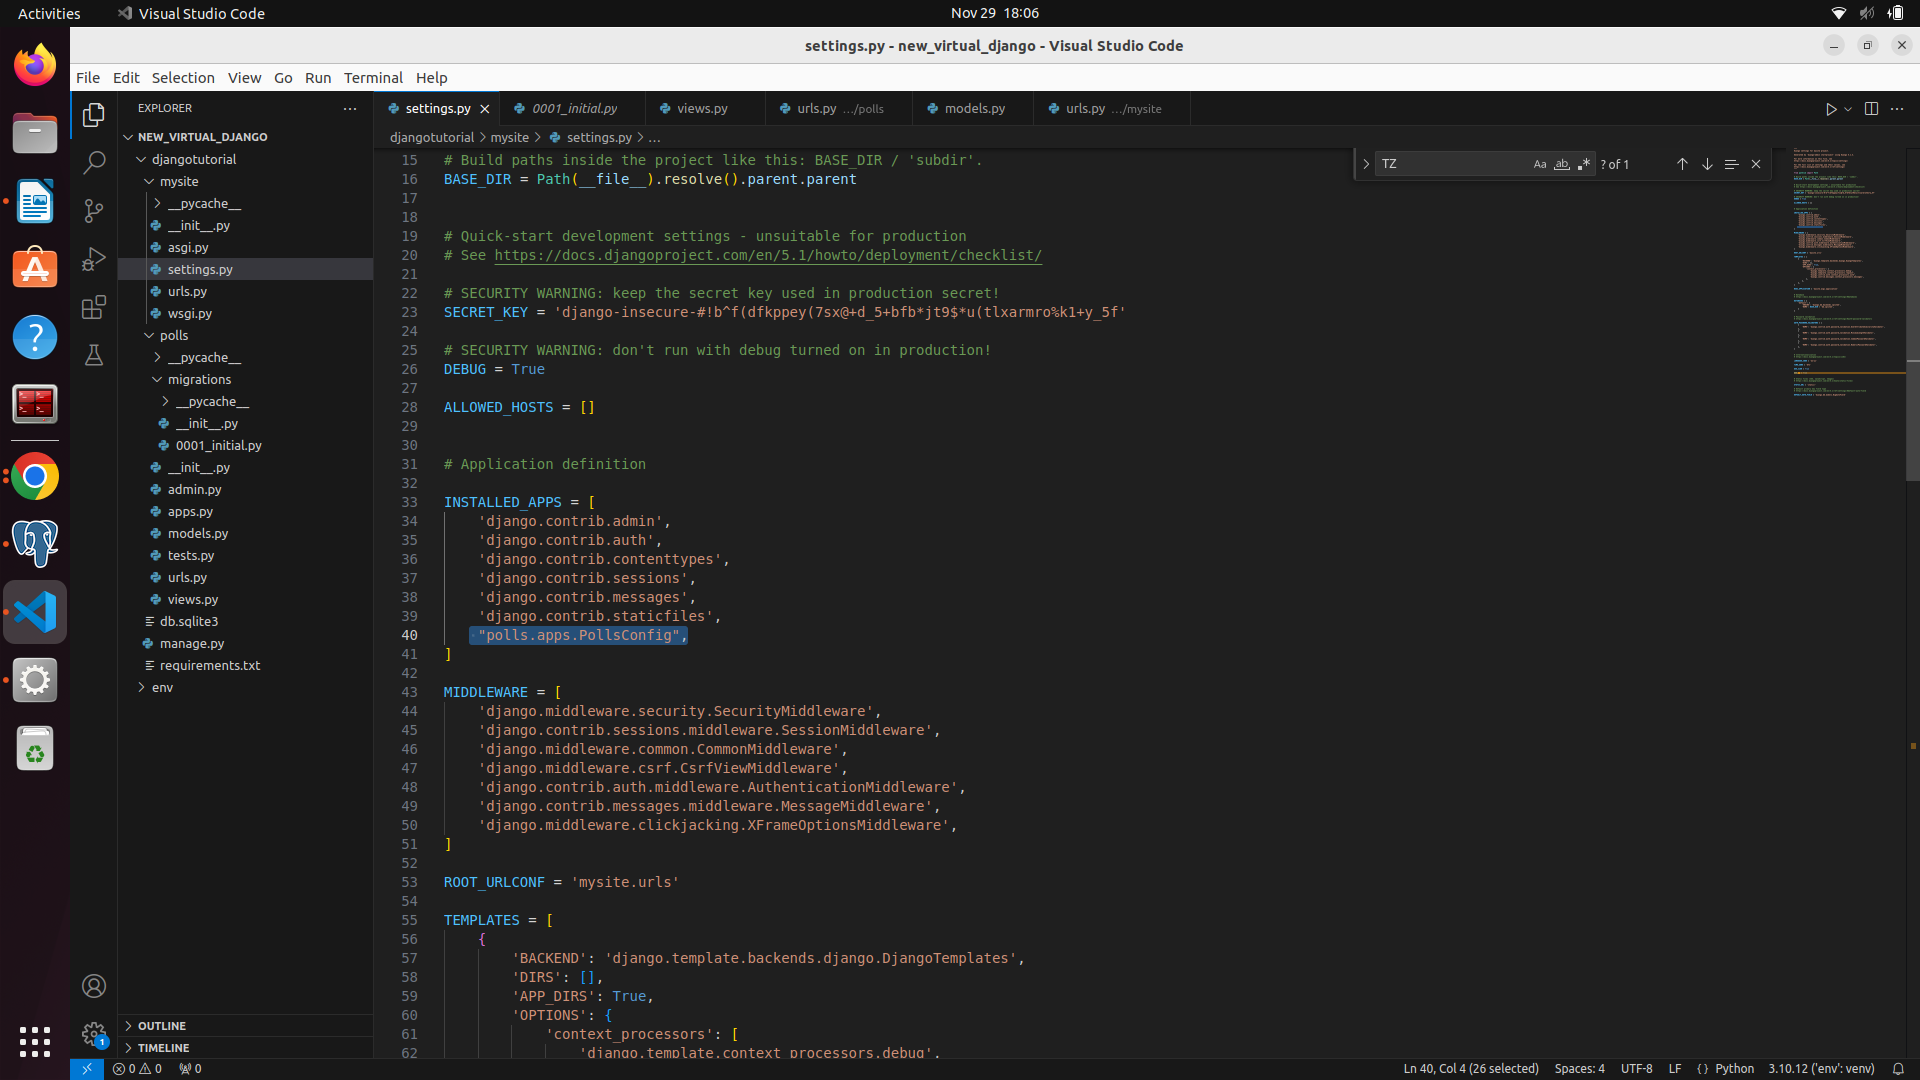 Activities
Visual Studio Code
Nov 29 18:06
settings.py - new_virtual_django - Visual Studio Code
File Edit Selection View Go Run Terminal Help
EXPLORER
settings.py
0001_initial.py
views.py
urls.py .../polls
models.py
urls.py .../mysite
NEW_VIRTUAL_DJANGO
djangotutorial
mysite
__pycache__
__init__.py
asgi.py
settings.py
urls.py
wsgi.py
polls
__pycache__
migrations
__pycache__
__init__.py
0001_initial.py
__init__.py
admin.py
apps.py
models.py
tests.py
urls.py
views.py
db.sqlite3
manage.py
requirements.txt
env
OUTLINE
TIMELINE
djangotutorial > mysite > settings.py > ...
TZ
Aa ab ? of 1
15 # Build paths inside the project like this: BASE_DIR / 'subdir'.
16 BASE_DIR = Path(__file__).resolve().parent.parent
17
18
19 # Quick-start development settings - unsuitable for production
20 # See https://docs.djangoproject.com/en/5.1/howto/deployment/checklist/
21
22 # SECURITY WARNING: keep the secret key used in production secret!
23 SECRET_KEY = 'django-insecure-#!b^f(dfkppey(7sx@+d_5+bfb*jt9$*u(tlxarmro%k1+y_5f'
24
25 # SECURITY WARNING: don't run with debug turned on in production!
26 DEBUG = True
27
28 ALLOWED_HOSTS = []
29
30
31 # Application definition
32
33 INSTALLED_APPS = [
34 'django.contrib.admin',
35 'django.contrib.auth',
36 'django.contrib.contenttypes',
37 'django.contrib.sessions',
38 'django.contrib.messages',
39 'django.contrib.staticfiles',
40 "polls.apps.PollsConfig",
41 ]
42
43 MIDDLEWARE = [
44 'django.middleware.security.SecurityMiddleware',
45 'django.contrib.sessions.middleware.SessionMiddleware',
46 'django.middleware.common.CommonMiddleware',
47 'django.middleware.csrf.CsrfViewMiddleware',
48 'django.contrib.auth.middleware.AuthenticationMiddleware',
49 'django.contrib.messages.middleware.MessageMiddleware',
50 'django.middleware.clickjacking.XFrameOptionsMiddleware',
51 ]
52
53 ROOT_URLCONF = 'mysite.urls'
54
55 TEMPLATES = [
56 {
57 'BACKEND': 'django.template.backends.django.DjangoTemplates',
58 'DIRS': [],
59 'APP_DIRS': True,
60 'OPTIONS': {
61 'context_processors': [
62 'django.template.context_processors.debug',
1
0 0 0
Ln 40, Col 4 (26 selected) Spaces: 4 UTF-8 LF {} Python 3.10.12 ('env': venv)